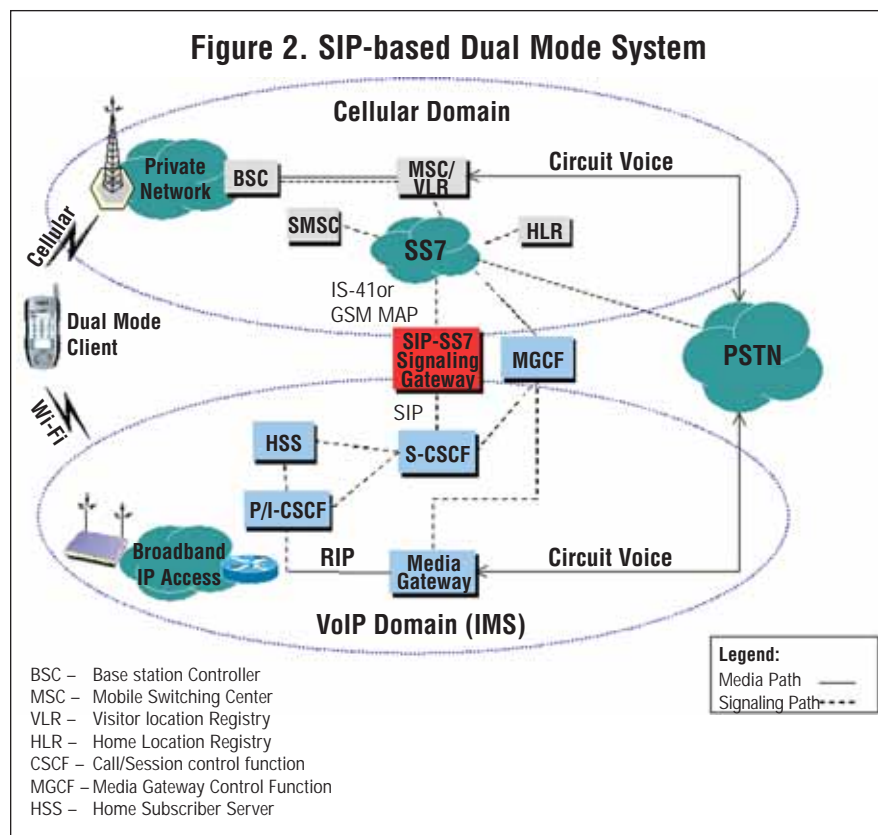 Figure 2. SIP-based Dual Mode System
Cellular Domain
Private
Network
BSC
MSC/
VLR
Circuit Voice
SMSC
SS7
HLR
Cellular
IS-41or
GSM MAP
Dual Mode
Client
SIP-SS7
Signaling
Gateway
MGCF
PSTN
Wi-Fi
SIP
HSS
S-CSCF
P/I-CSCF
Broadband
IP Access
RIP
Media
Gateway
Circuit Voice
VoIP Domain (IMS)
Legend:
Media Path
Signaling Path
BSC – Base station Controller
MSC – Mobile Switching Center
VLR – Visitor location Registry
HLR – Home Location Registry
CSCF – Call/Session control function
MGCF – Media Gateway Control Function
HSS – Home Subscriber Server